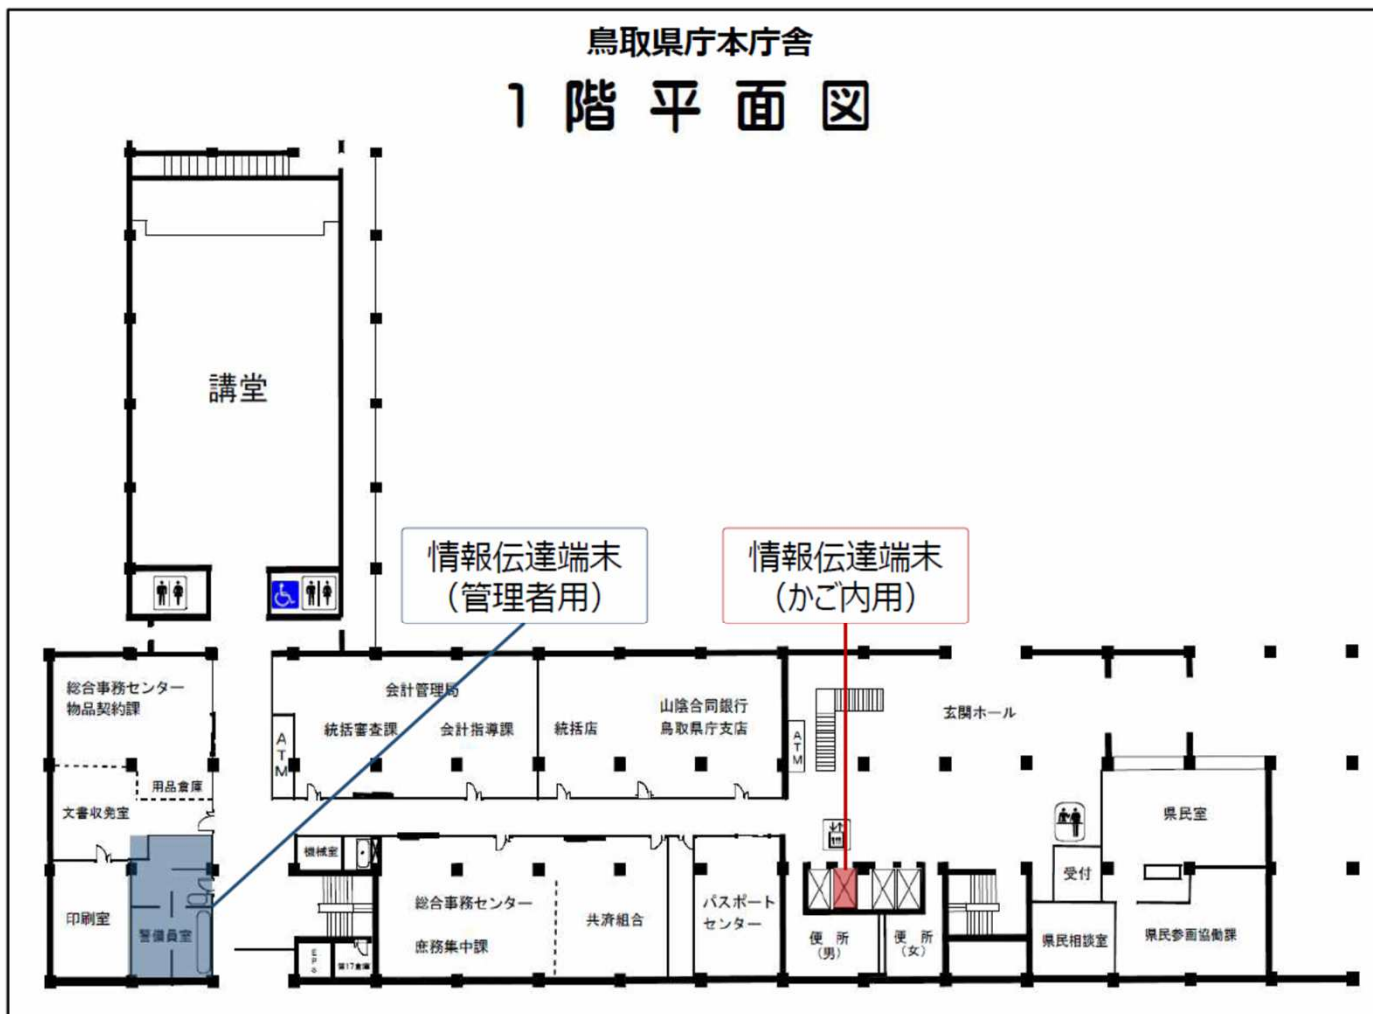 鳥取県庁本庁舎
1階平面図
講堂
情報伝達端末
（管理者用）
情報伝達端末
（かご内用）
総合事務センター
物品契約課
用品倉庫
文書収発室
印刷室
警備員室
ATM
会計管理局
統括審査課
会計指導課
統括店
山陰合同銀行
鳥取県庁支店
ATM
玄関ホール
機械室
EPS
第17倉庫
総合事務センター
庶務集中課
共済組合
パスポート
センター
便所
(男)
便所
(女)
受付
県民室
県民相談室
県民参画協働課